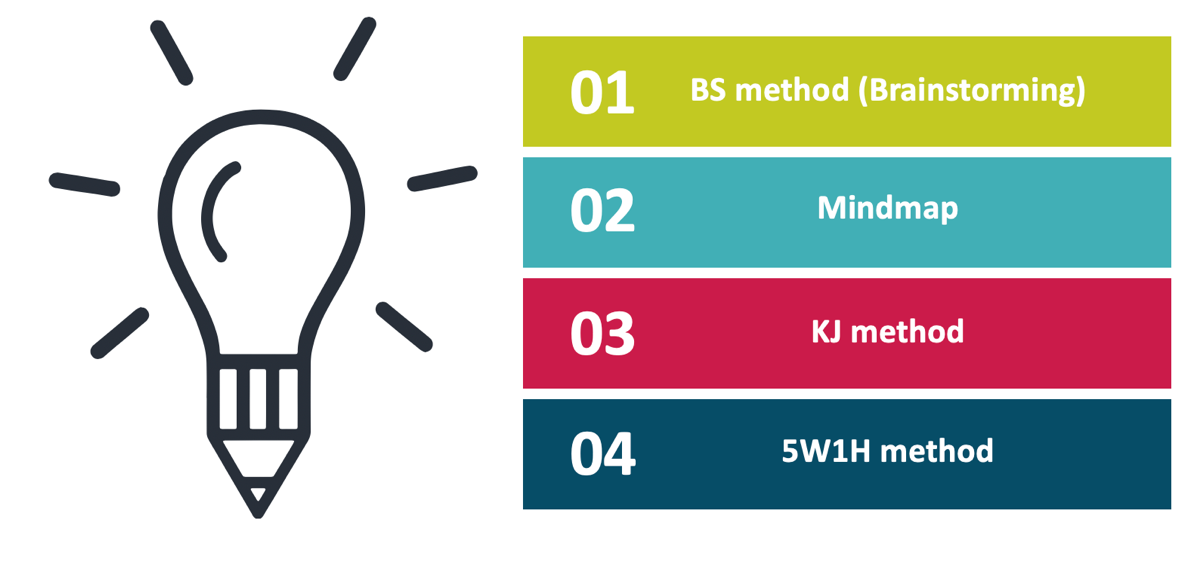 01 BS method (Brainstorming)
02 Mindmap
03 KJ method
04 5W1H method